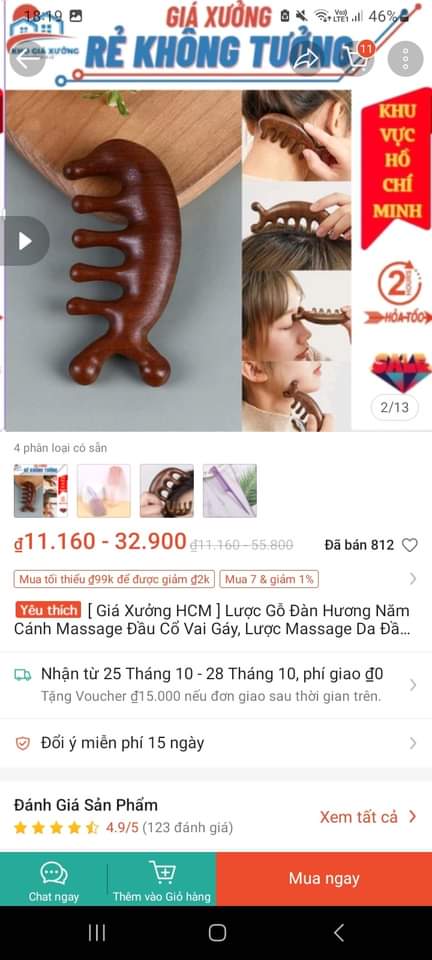 18:19
46%
GIÁ XƯỞNG
KHO GIÁ XƯỞNG
RẺ KHÔNG TƯỞNG
11
KHU
VỰC
HỒ
CHÍ
MINH
2
HOURS
HỎA TỐC
SALE
2/13
4 phân loại có sẵn
₫11.160 - 32.900 ₫11.160 - 55.800 Đã bán 812
Mua tối thiểu ₫99k để được giảm ₫2k Mua 7 & giảm 1%
Yêu thích [ Giá Xưởng HCM ] Lược Gỗ Đàn Hương Năm
Cánh Massage Đầu Cổ Vai Gáy, Lược Massage Da Đầ...
Nhận từ 25 Tháng 10 - 28 Tháng 10, phí giao ₫0
Tặng Voucher ₫15.000 nếu đơn giao sau thời gian trên.
Đổi ý miễn phí 15 ngày
Đánh Giá Sản Phẩm
Xem tất cả
4.9/5 (123 đánh giá)
Chat ngay
Thêm vào Giỏ hàng
Mua ngay